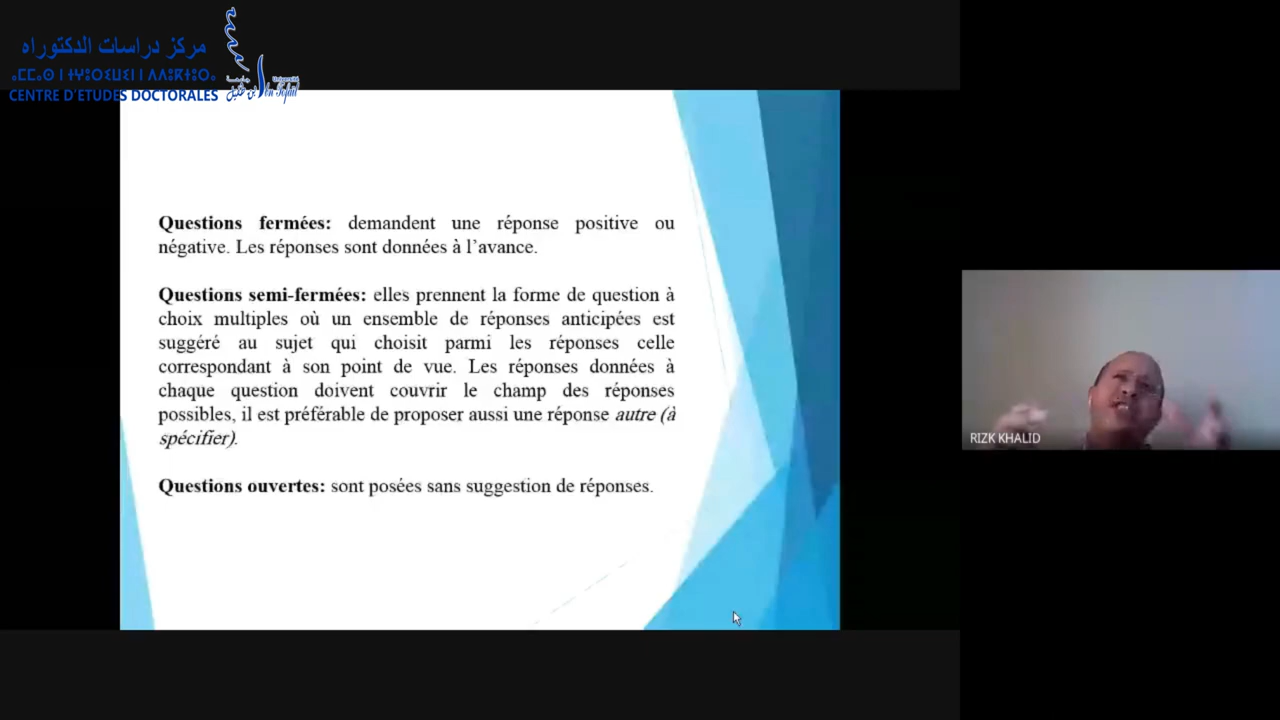 مركز دراسات الدكتوراه
CENTRE D'ETUDES DOCTORALES
Université
Ibn Tofail
Questions fermées: demandent une réponse positive ou
négative. Les réponses sont données à l'avance.
Questions semi-fermées: elles prennent la forme de question à
choix multiples où un ensemble de réponses anticipées est
suggéré au sujet qui choisit parmi les réponses celle
correspondant à son point de vue. Les réponses données à
chaque question doivent couvrir le champ des réponses
possibles, il est préférable de proposer aussi une réponse autre (à
spécifier).
Questions ouvertes: sont posées sans suggestion de réponses.
RIZK KHALID